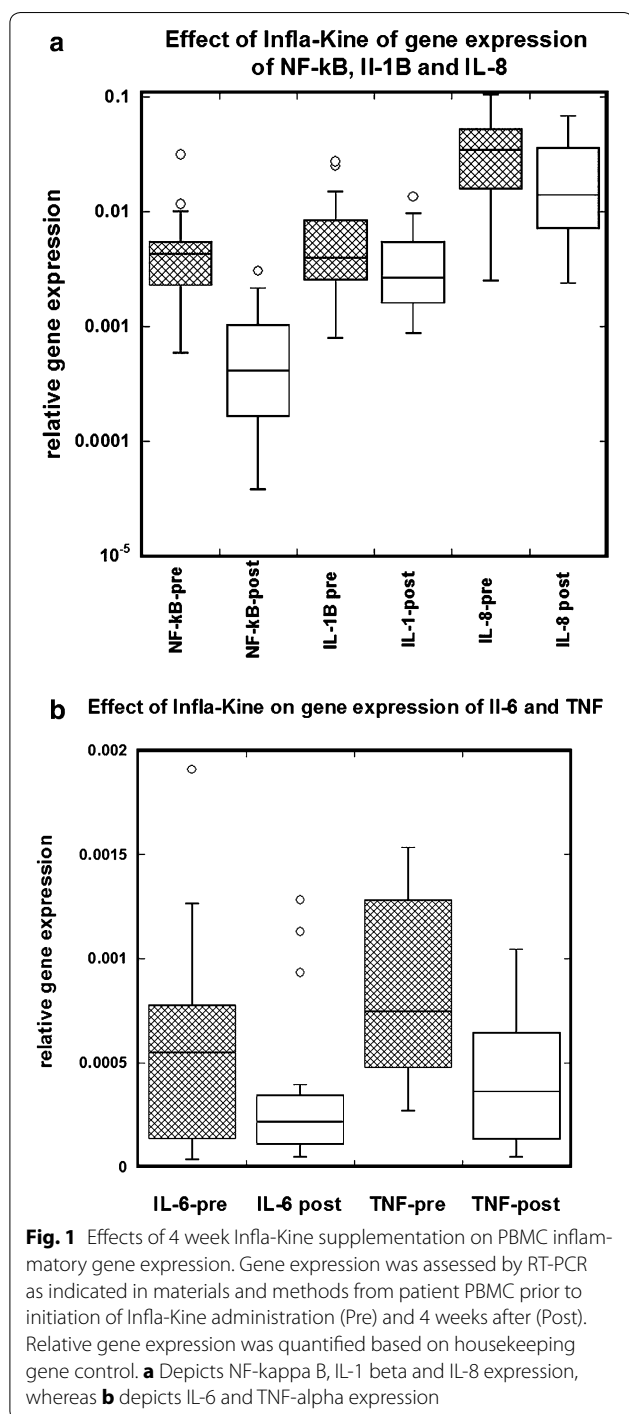 a
Effect of Infla-Kine of gene expression
of NF-kB, Il-1B and IL-8
relative gene expression
0.1
0.01
0.001
0.0001
10-5
NF-kB-pre
NF-kB-post
IL-1B pre
IL-1-post
IL-8-pre
IL-8 post
b
Effect of Infla-Kine on gene expression of Il-6 and TNF
relative gene expression
0.002
0.0015
0.001
0.0005
0
IL-6-pre
IL-6 post
TNF-pre
TNF-post
Fig. 1 Effects of 4 week Infla-Kine supplementation on PBMC inflam-
matory gene expression. Gene expression was assessed by RT-PCR
as indicated in materials and methods from patient PBMC prior to
initiation of Infla-Kine administration (Pre) and 4 weeks after (Post).
Relative gene expression was quantified based on housekeeping
gene control. a Depicts NF-kappa B, IL-1 beta and IL-8 expression,
whereas b depicts IL-6 and TNF-alpha expression